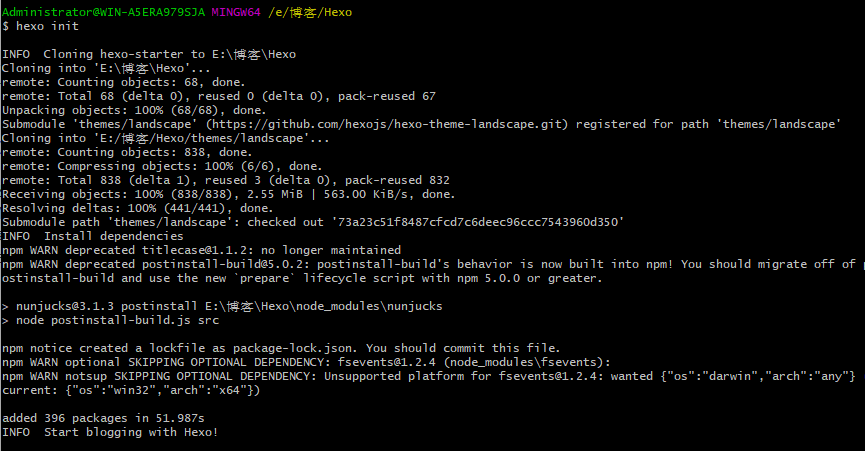 Administrator@WIN-A5ERA979SJA MINGW64 /e/博客/Hexo
$ hexo init
INFO  Cloning hexo-starter to E:\博客\Hexo
Cloning into 'E:\博客\Hexo'...
remote: Counting objects: 68, done.
remote: Total 68 (delta 0), reused 0 (delta 0), pack-reused 67
Unpacking objects: 100% (68/68), done.
Submodule 'themes/landscape' (https://github.com/hexojs/hexo-theme-landscape.git) registered for path 'themes/landscape'
Cloning into 'E:/博客/Hexo/themes/landscape'...
remote: Counting objects: 838, done.
remote: Compressing objects: 100% (6/6), done.
remote: Total 838 (delta 1), reused 3 (delta 0), pack-reused 832
Receiving objects: 100% (838/838), 2.55 MiB | 563.00 KiB/s, done.
Resolving deltas: 100% (441/441), done.
Submodule path 'themes/landscape': checked out '73a23c51f8487cfcd7c6deec96ccc7543960d350'
INFO  Install dependencies
npm WARN deprecated titlecase@1.1.2: no longer maintained
npm WARN deprecated postinstall-build@5.0.2: postinstall-build's behavior is now built into npm! You should migrate off of p
ostinstall-build and use the new `prepare` lifecycle script with npm 5.0.0 or greater.
> nunjucks@3.1.3 postinstall E:\博客\Hexo\node_modules\nunjucks
> node postinstall-build.js src
npm notice created a lockfile as package-lock.json. You should commit this file.
npm WARN optional SKIPPING OPTIONAL DEPENDENCY: fsevents@1.2.4 (node_modules\fsevents):
npm WARN notsup SKIPPING OPTIONAL DEPENDENCY: Unsupported platform for fsevents@1.2.4: wanted {"os":"darwin","arch":"any"}
current: {"os":"win32","arch":"x64"})
added 396 packages in 51.987s
INFO  Start blogging with Hexo!